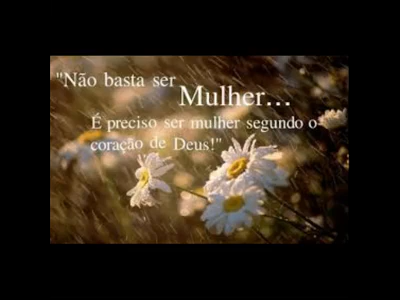 "Não basta ser
Mulher...
É preciso ser mulher segundo o
coração de Deus!"